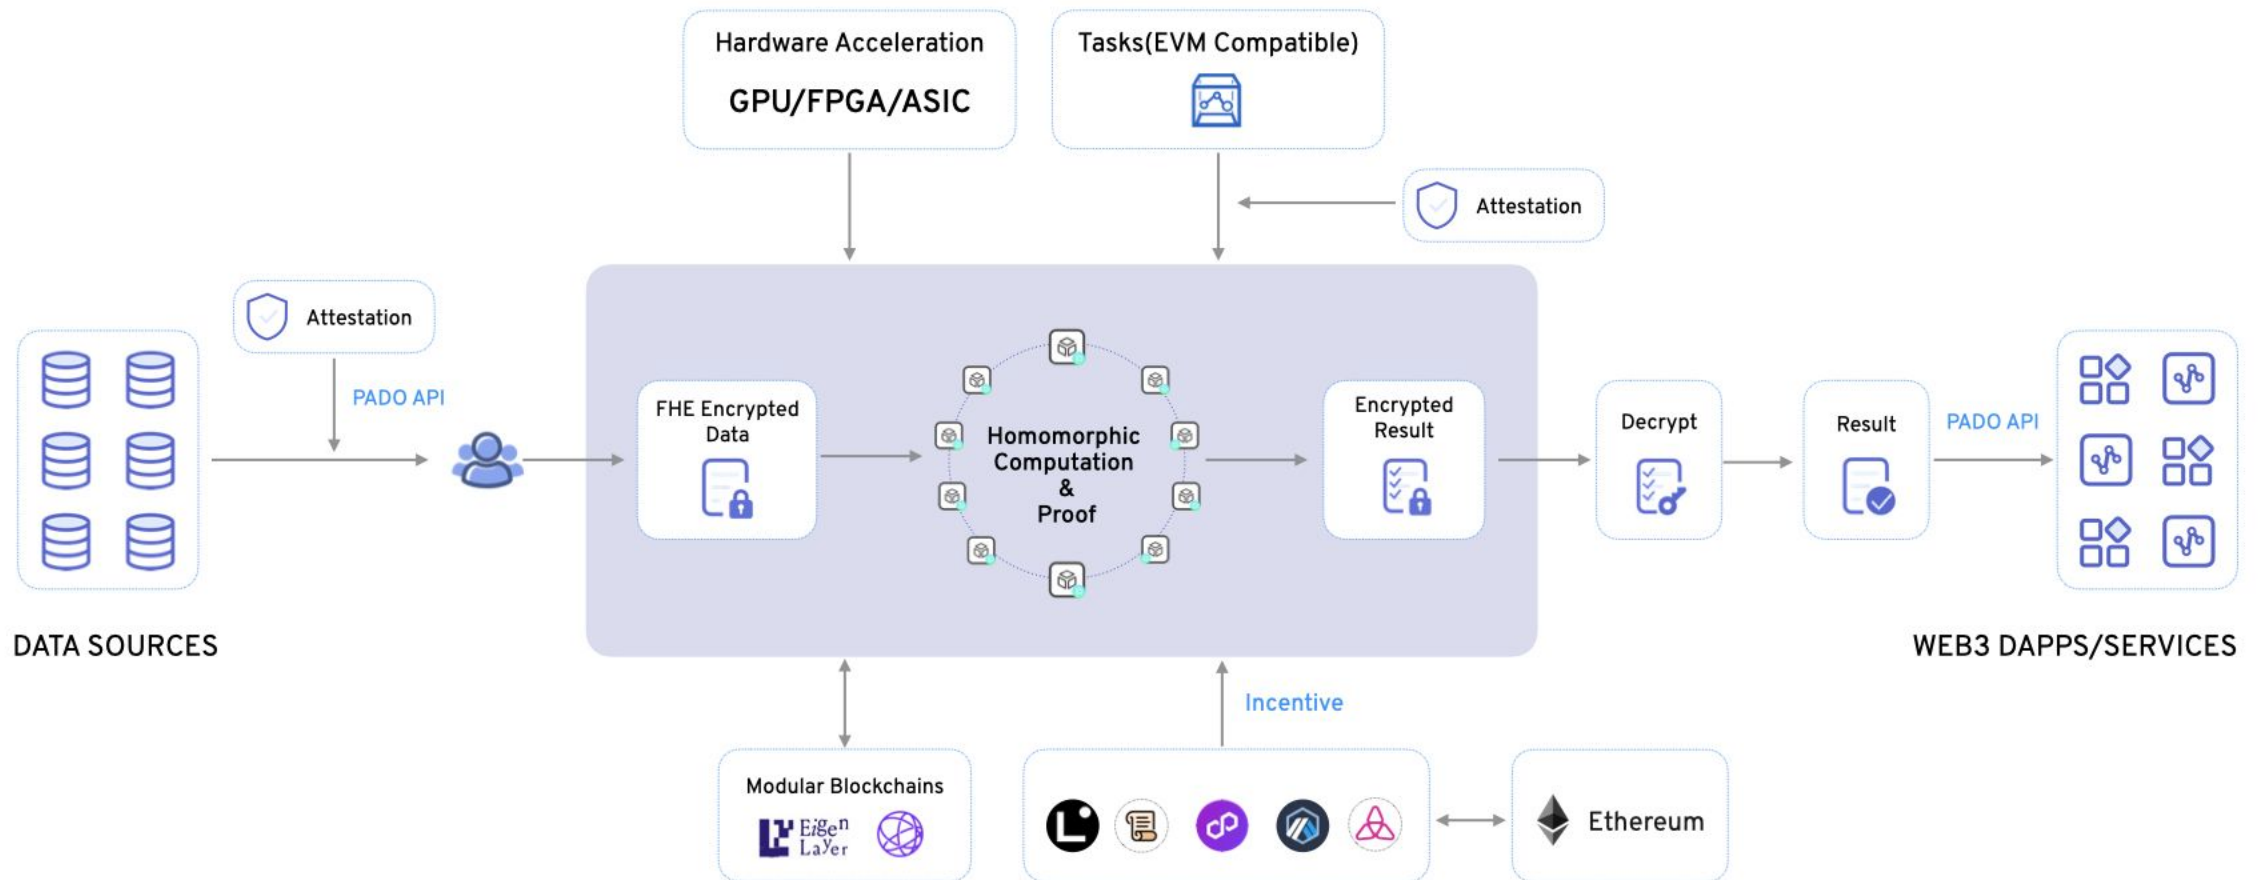 Hardware Acceleration
GPU/FPGA/ASIC
Tasks(EVM Compatible)
Attestation
Attestation
PADO API
FHE Encrypted
Data
Homomorphic
Computation
&
Proof
Encrypted
Result
Decrypt
Result
PADO API
DATA SOURCES
WEB3 DAPPS/SERVICES
Incentive
Modular Blockchains
EigenLayer
Ethereum